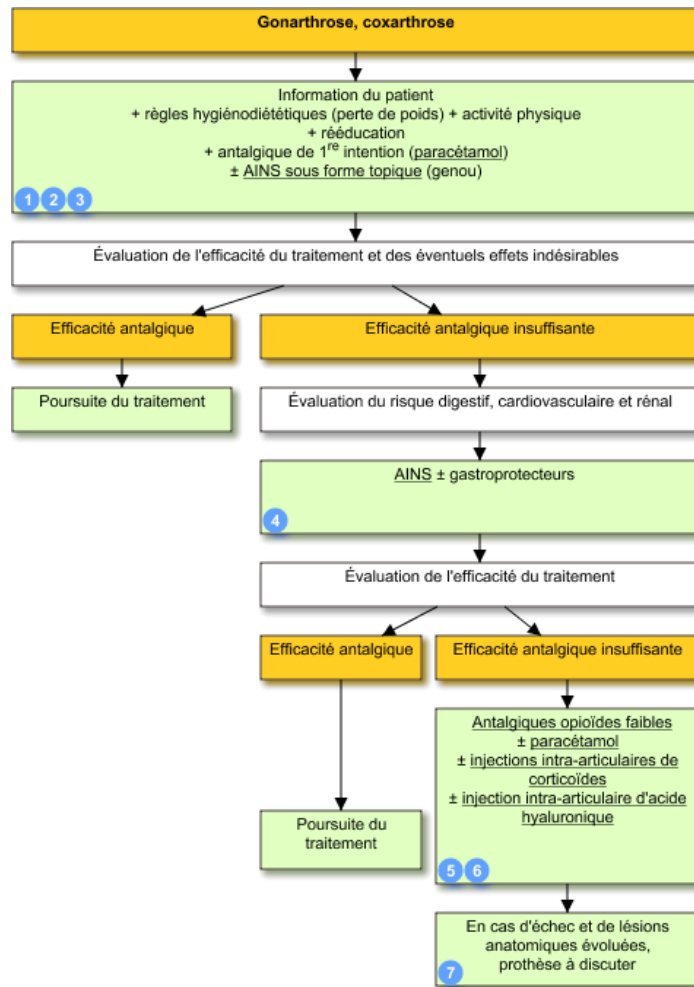 Gonarthrose, coxarthrose
Information du patient
+ règles hygiénodiététiques (perte de poids) + activité physique
+ rééducation
+ antalgique de 1re intention (paracétamol)
± AINS sous forme topique (genou)
1 2 3
Évaluation de l'efficacité du traitement et des éventuels effets indésirables
Efficacité antalgique
Efficacité antalgique insuffisante
Poursuite du traitement
Évaluation du risque digestif, cardiovasculaire et rénal
AINS ± gastroprotecteurs
4
Évaluation de l'efficacité du traitement
Efficacité antalgique
Efficacité antalgique insuffisante
Antalgiques opioïdes faibles
± paracétamol
± injections intra-articulaires de
corticoïdes
± injection intra-articulaire d'acide
hyaluronique
5 6
Poursuite du
traitement
En cas d'échec et de lésions
anatomiques évoluées,
prothèse à discuter
7